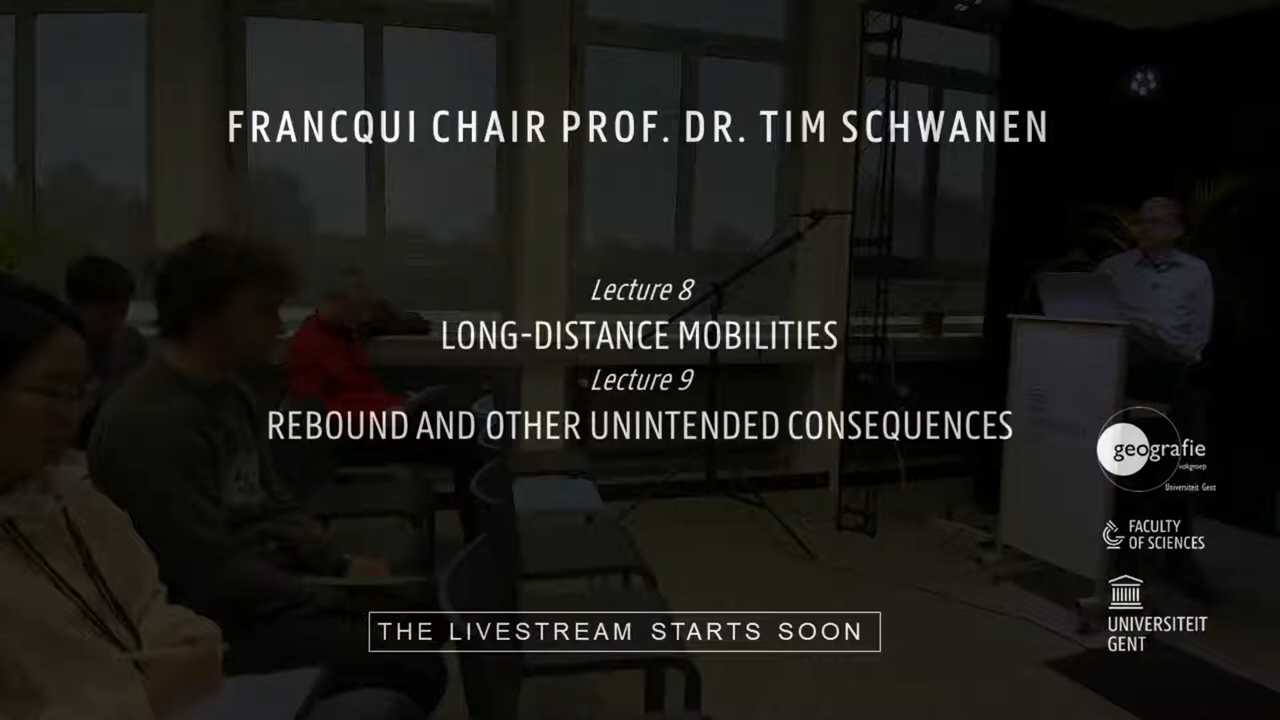 FRANCQUI CHAIR PROF. DR. TIM SCHWANEN
Lecture 8
LONG-DISTANCE MOBILITIES
Lecture 9
REBOUND AND OTHER UNINTENDED CONSEQUENCES
geografie
vakgroep
Universiteit Gent
FACULTY
OF SCIENCES
UNIVERSITEIT
GENT
THE LIVESTREAM STARTS SOON